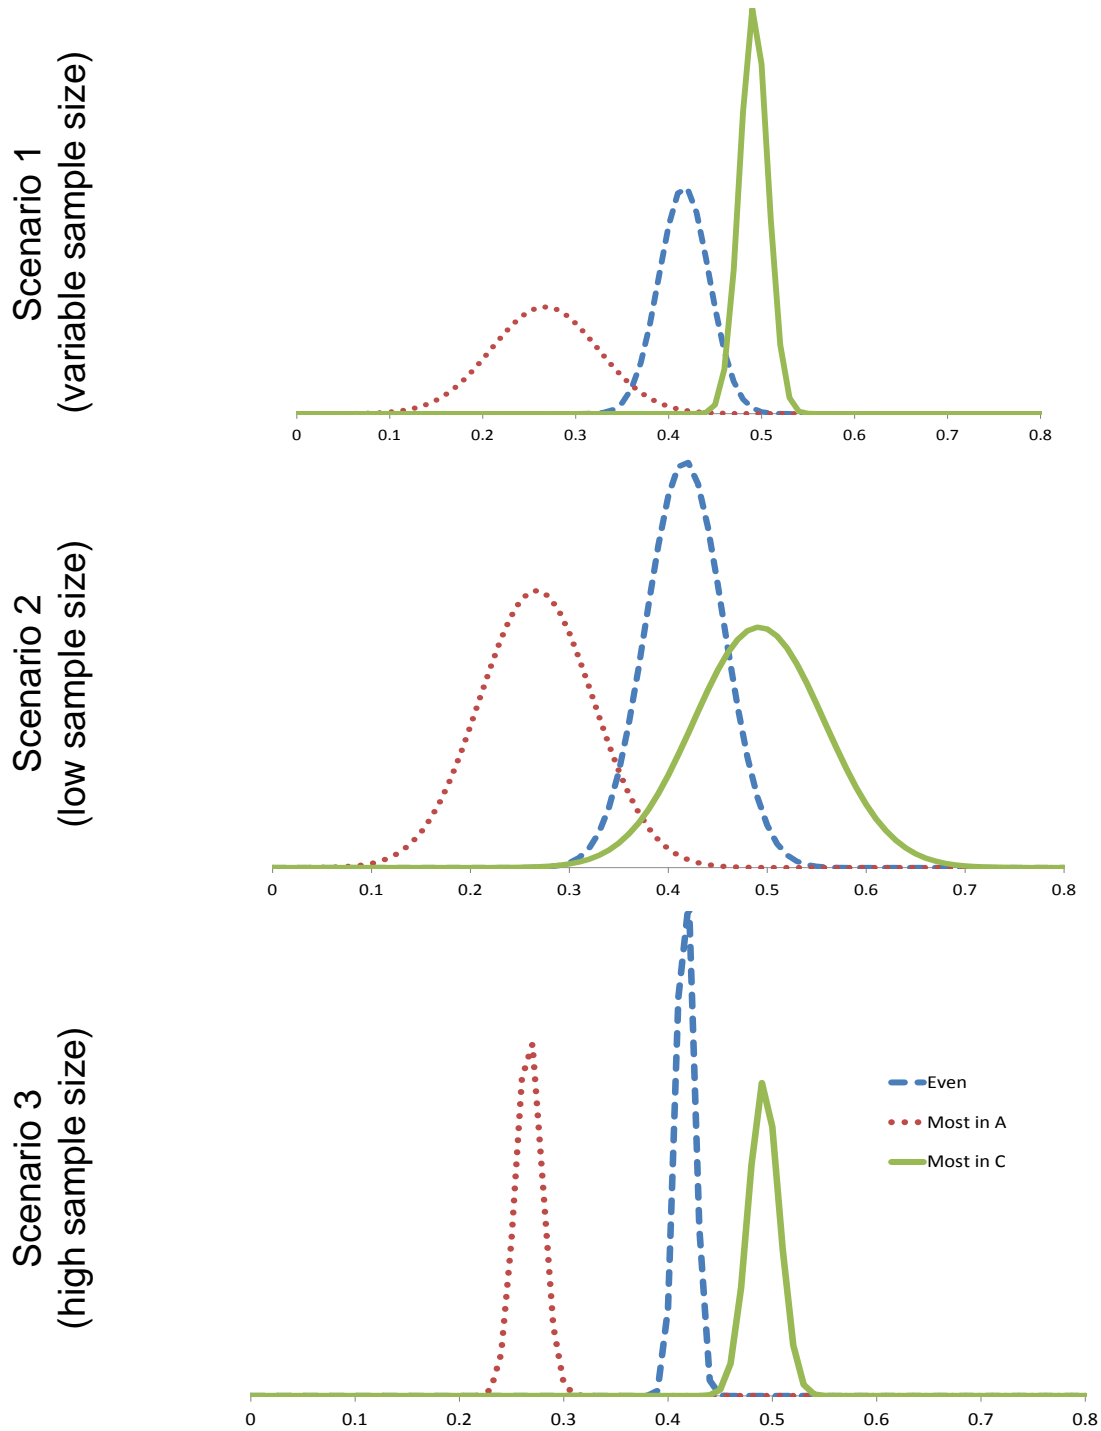 Scenario 1
(variable sample size)
0 0.1 0.2 0.3 0.4 0.5 0.6 0.7 0.8
Scenario 2
(low sample size)
0 0.1 0.2 0.3 0.4 0.5 0.6 0.7 0.8
Scenario 3
(high sample size)
Even
Most in A
Most in C
0 0.1 0.2 0.3 0.4 0.5 0.6 0.7 0.8